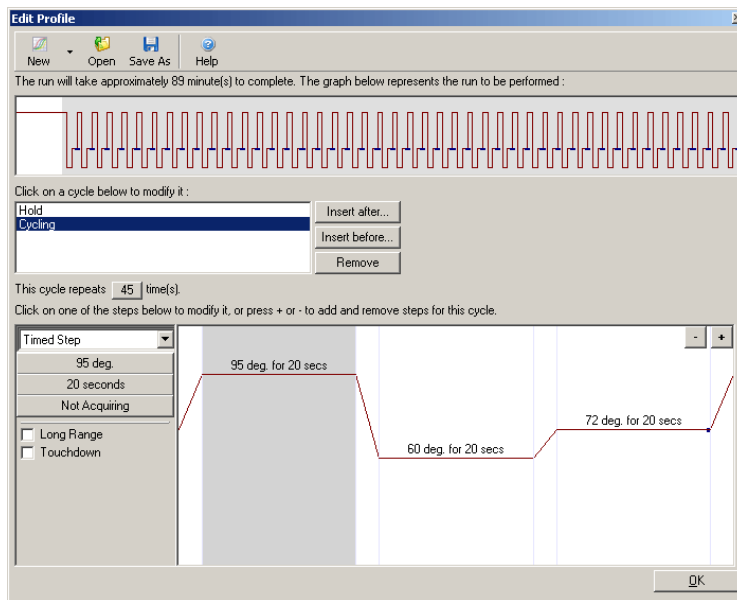 Edit Profile
New Open Save As Help
The run will take approximately 89 minute(s) to complete. The graph below represents the run to be performed :
Click on a cycle below to modify it :
Hold
Cycling
Insert after...
Insert before...
Remove
This cycle repeats 45 time(s).
Click on one of the steps below to modify it, or press + or - to add and remove steps for this cycle.
Timed Step
95 deg.
20 seconds
Not Acquiring
Long Range
Touchdown
95 deg. for 20 secs
60 deg. for 20 secs
72 deg. for 20 secs
- +
OK